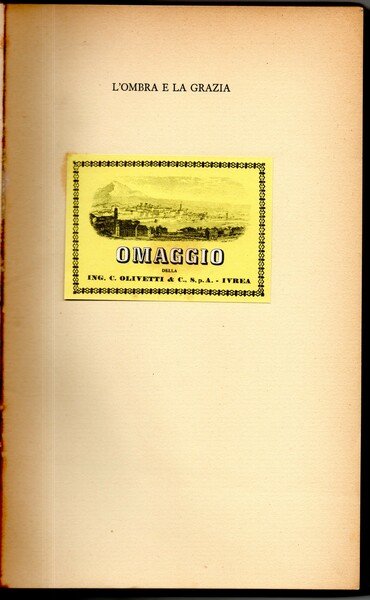 L'OMBRA E LA GRAZIA
OMAGGIO
DELLA
ING. C. OLIVETTI & C., S. p. A. - IVREA